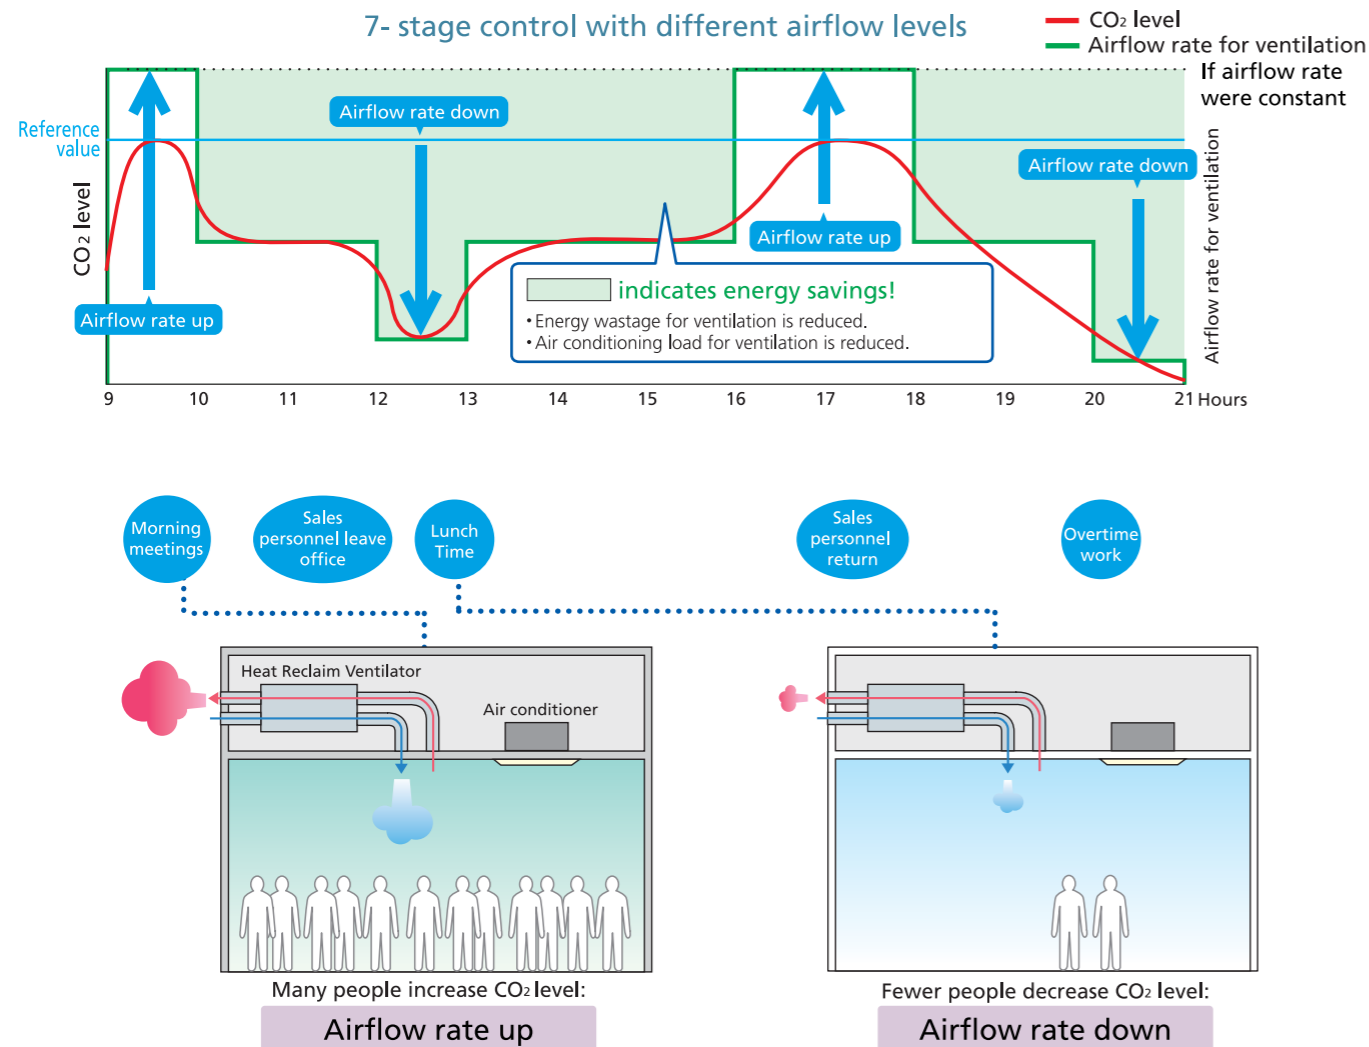 7- stage control with different airflow levels
CO2 level
Airflow rate for ventilation
If airflow rate
were constant
Reference
value
CO2 level
Airflow rate up
Airflow rate down
Airflow rate up
Airflow rate down
Airflow rate for ventilation
indicates energy savings!
•Energy wastage for ventilation is reduced.
•Air conditioning load for ventilation is reduced.
9 10 11 12 13 14 15 16 17 18 19 20 21 Hours
Morning
meetings
Sales
personnel leave
office
Lunch
Time
Sales
personnel
return
Overtime
work
Heat Reclaim Ventilator
Air conditioner
Many people increase CO2 level:
Airflow rate up
Fewer people decrease CO2 level:
Airflow rate down